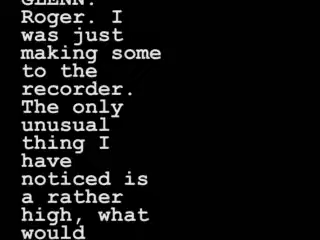 GLENN:
Roger. I
was just
making some
to the
recorder.
The only
unusual
thing I
have
noticed is
a rather
high, what
would